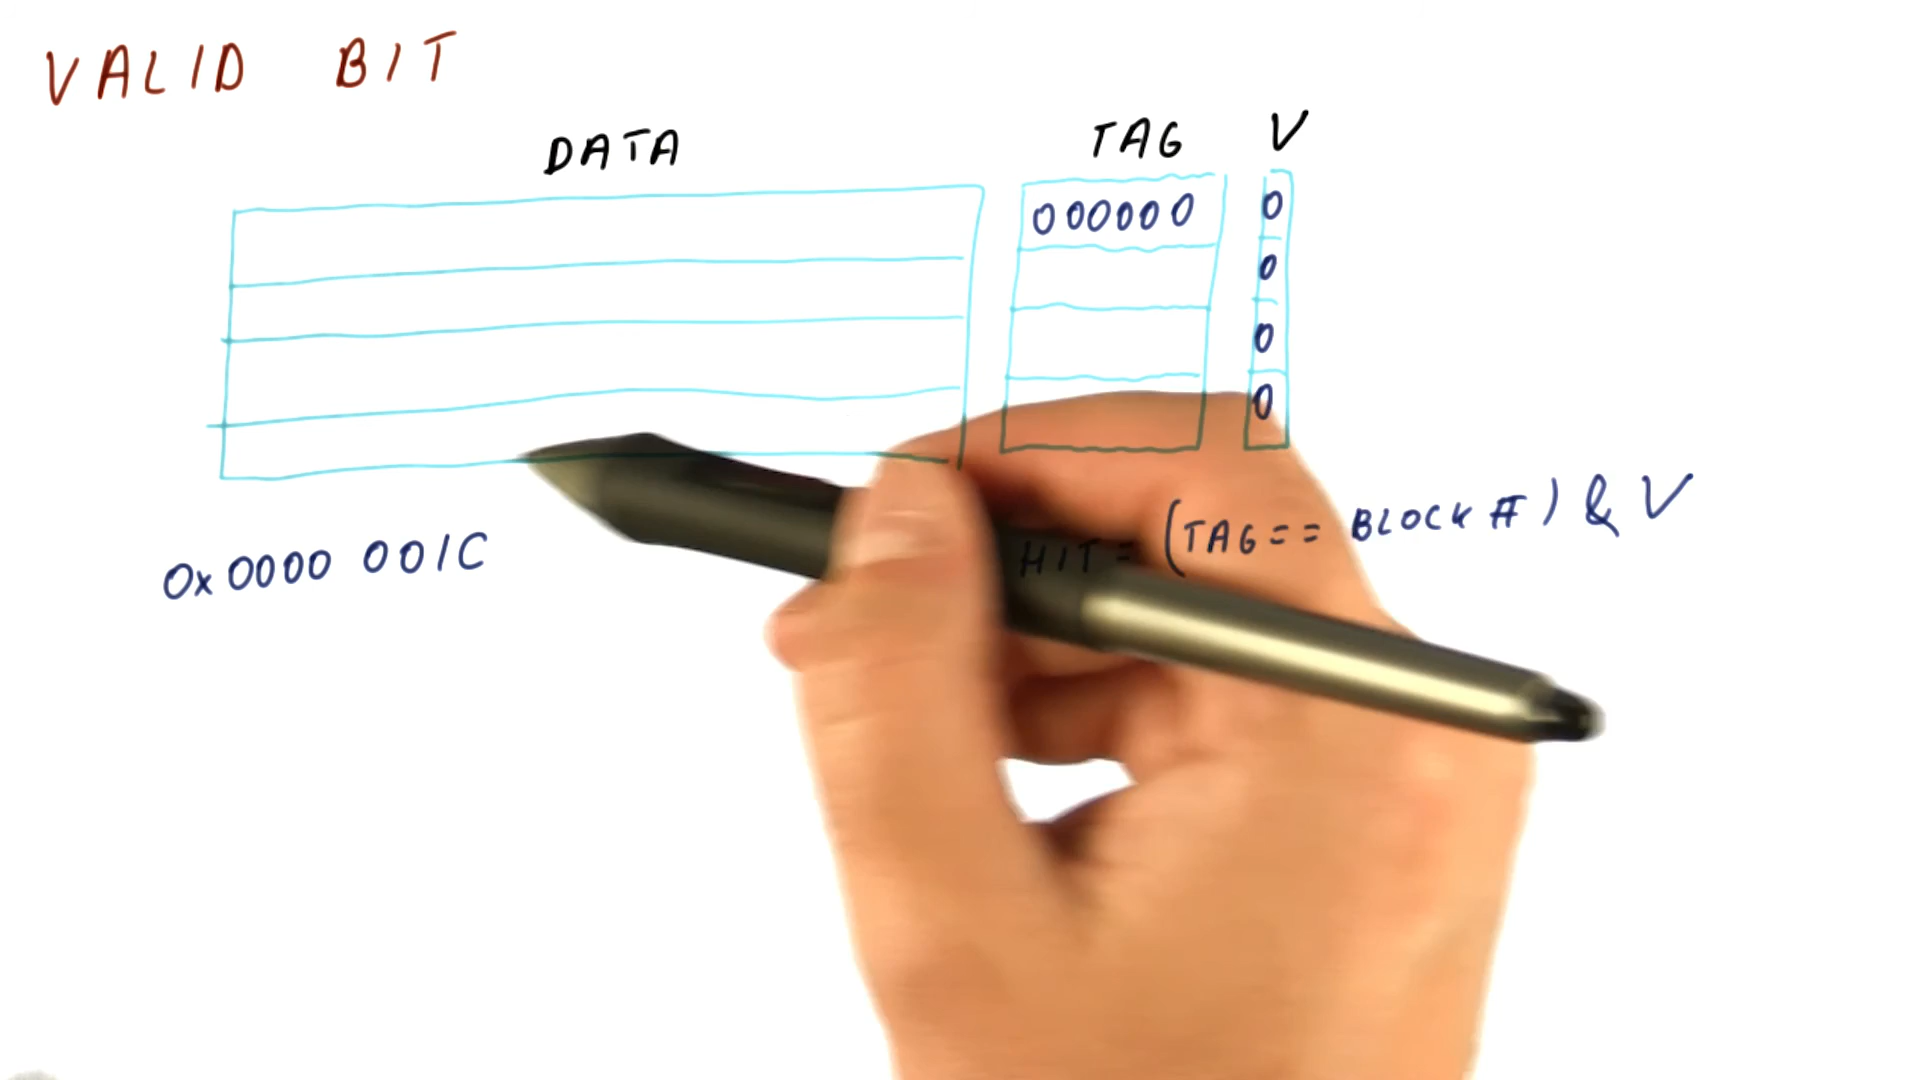 VALID BIT
DATA TAG V
000000 0
0
0
0
0x0000 001C
HIT = (TAG == BLOCK #) & V